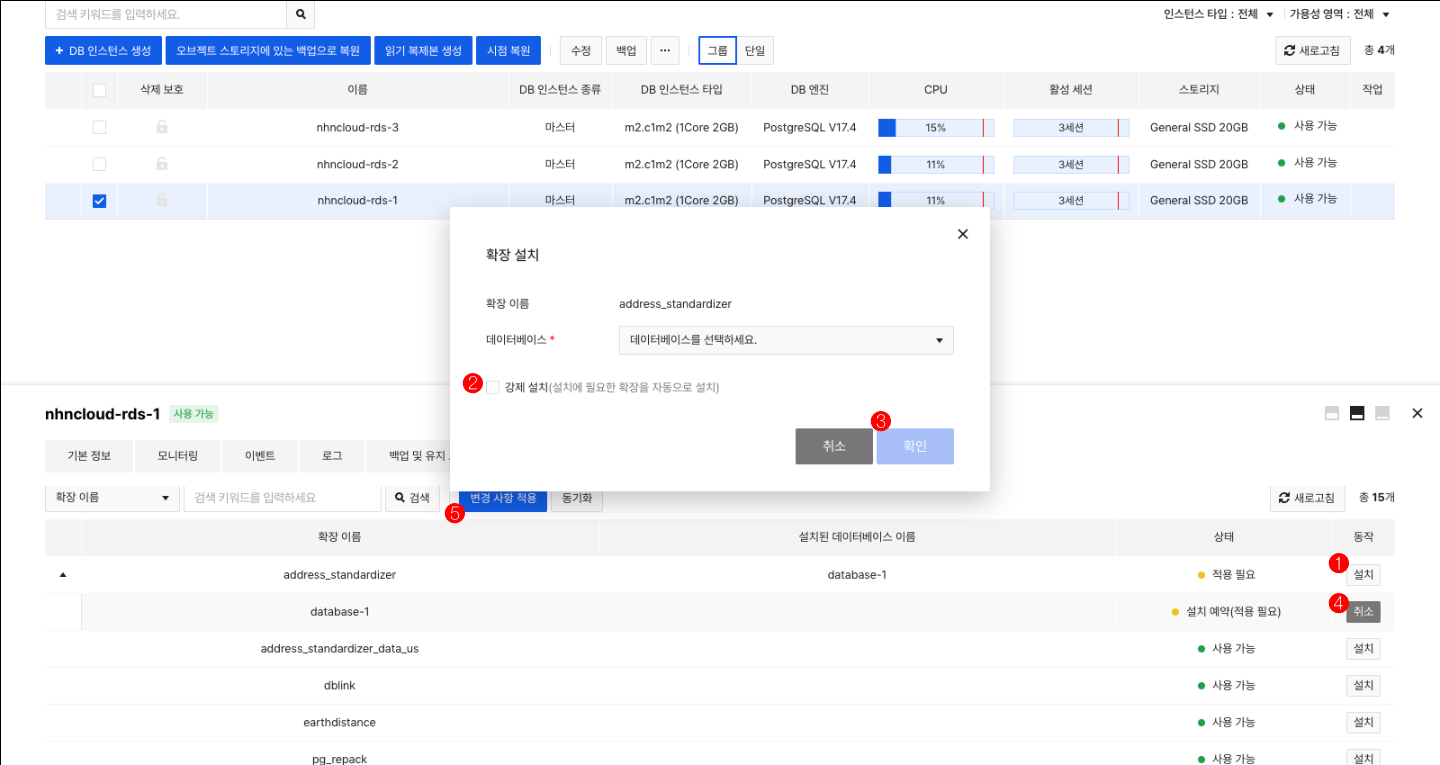 검색 키워드를 입력하세요.
인스턴스 타입 : 전체 가용성 영역 : 전체
+ DB 인스턴스 생성 오브젝트 스토리지에 있는 백업으로 복원 읽기 복제본 생성 시점 복원 수정 백업 ... 그룹 단일 새로고침 총 4개
삭제 보호 이름 DB 인스턴스 종류 DB 인스턴스 타입 DB 엔진 CPU 활성 세션 스토리지 상태 작업
nhncloud-rds-3 마스터 m2.c1m2 (1Core 2GB) PostgreSQL V17.4 15% 3세션 General SSD 20GB 사용 가능
nhncloud-rds-2 마스터 m2.c1m2 (1Core 2GB) PostgreSQL V17.4 11% 3세션 General SSD 20GB 사용 가능
nhncloud-rds-1 마스터 m2.c1m2 (1Core 2GB) PostgreSQL V17.4 11% 3세션 General SSD 20GB 사용 가능
확장 설치
확장 이름 address_standardizer
데이터베이스 * 데이터베이스를 선택하세요.
2 강제 설치(설치에 필요한 확장을 자동으로 설치)
3
취소 확인
nhncloud-rds-1 사용 가능
기본 정보 모니터링 이벤트 로그 백업 및 유지
확장 이름 검색 키워드를 입력하세요 검색 변경 사항 적용 동기화 새로고침 총 15개
5
확장 이름 설치된 데이터베이스 이름 상태 동작
1
address_standardizer database-1 적용 필요 설치
4
database-1 설치 예약(적용 필요) 취소
address_standardizer_data_us 사용 가능 설치
dblink 사용 가능 설치
earthdistance 사용 가능 설치
pg_repack 사용 가능 설치